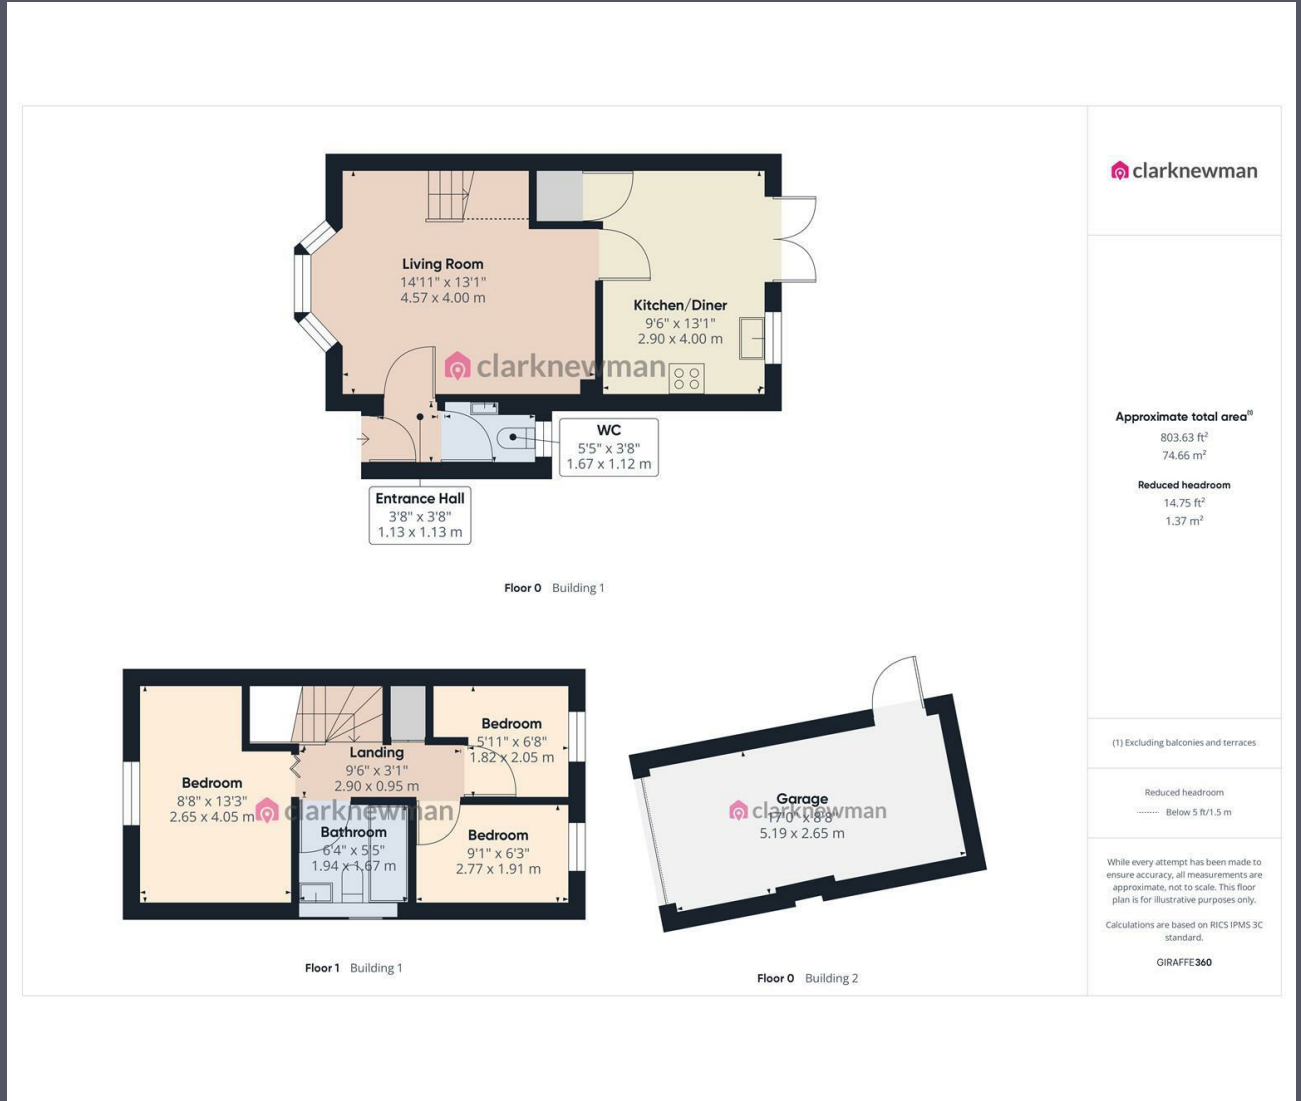 Living Room
14'11" x 13'1"
4.57 x 4.00 m
Kitchen/Diner
9'6" x 13'1"
2.90 x 4.00 m
clarknewman
WC
5'5" x 3'8"
1.67 x 1.12 m
Entrance Hall
3'8" x 3'8"
1.13 x 1.13 m
Floor 0 Building 1
Bedroom
8'8" x 13'3"
2.65 x 4.05 m
Landing
9'6" x 3'1"
2.90 x 0.95 m
Bedroom
5'11" x 6'8"
1.82 x 2.05 m
clarknewman
Bathroom
6'4" x 5'5"
1.94 x 1.67 m
Bedroom
9'1" x 6'3"
2.77 x 1.91 m
Floor 1 Building 1
Garage
clarknewman
17'0" x 8'8"
5.19 x 2.65 m
Floor 0 Building 2
clarknewman
Approximate total area⁽¹⁾
803.63 ft²
74.66 m²
Reduced headroom
14.75 ft²
1.37 m²
(1) Excluding balconies and terraces
Reduced headroom
Below 5 ft/1.5 m
While every attempt has been made to
ensure accuracy, all measurements are
approximate, not to scale. This floor
plan is for illustrative purposes only.
Calculations are based on RICS IPMS 3C
standard.
GIRAFFE360